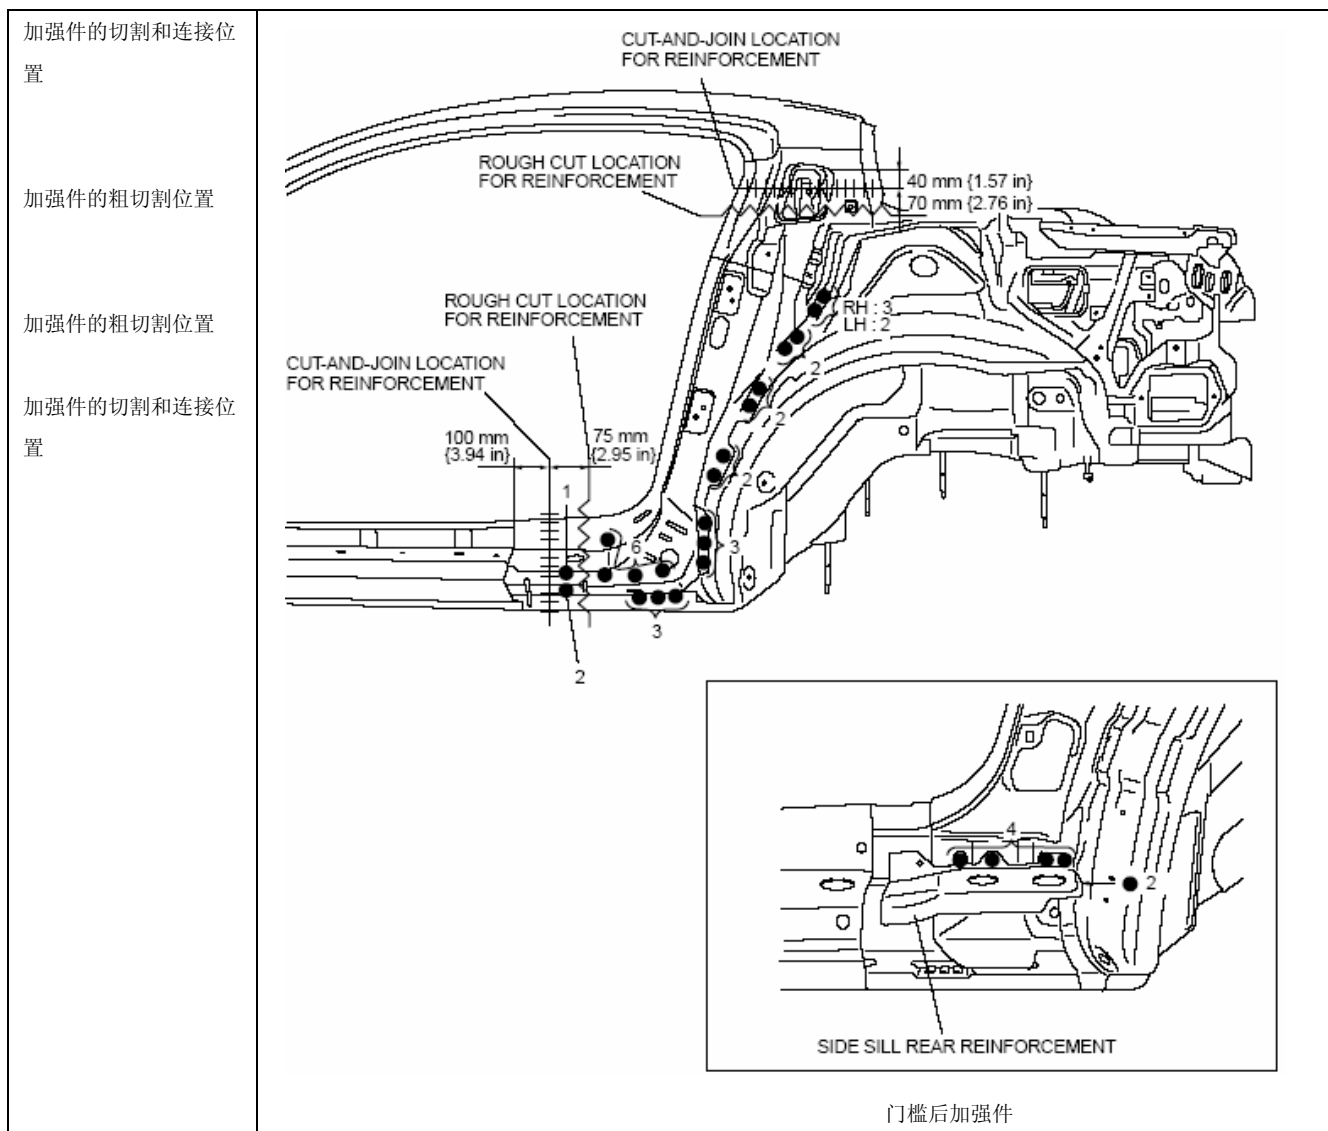 加强件的切割和连接位
置
加强件的粗切割位置
加强件的粗切割位置
加强件的切割和连接位
置
CUT-AND-JOIN LOCATION
FOR REINFORCEMENT
ROUGH CUT LOCATION
FOR REINFORCEMENT
40 mm {1.57 in}
70 mm {2.76 in}
ROUGH CUT LOCATION
FOR REINFORCEMENT
RH : 3
LH : 2
CUT-AND-JOIN LOCATION
FOR REINFORCEMENT
2
2
100 mm
{3.94 in}
75 mm
{2.95 in}
2
1
6
3
3
2
4
2
SIDE SILL REAR REINFORCEMENT
门槛后加强件